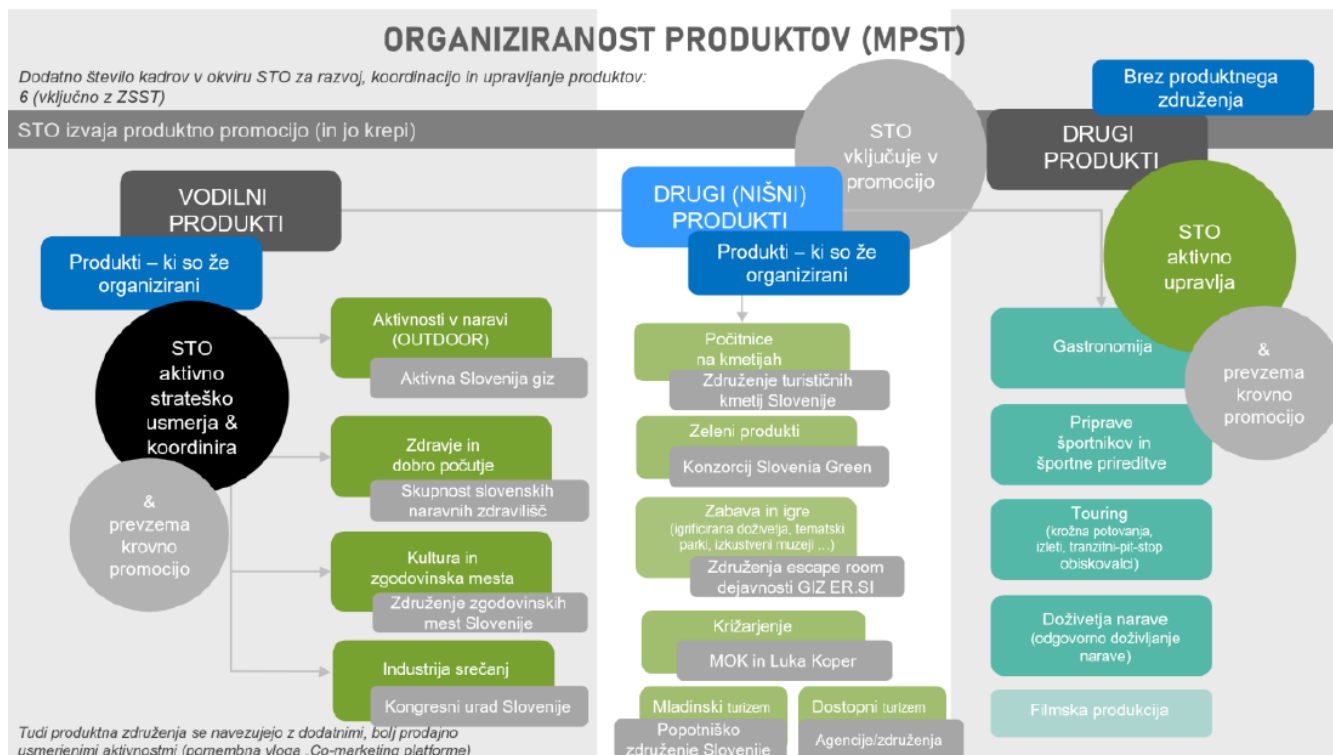 ORGANIZIRANOST PRODUKTOV (MPST)
Dodatno število kadrov v okviru STO za razvoj, koordinacijo in upravljanje produktov:
6 (vključno z ZSST)
STO izvaja produktno promocijo (in jo krepi)
VODILNI
PRODUKTI
Produkti – ki so že
organizirani
STO
aktivno
strateško
usmerja &
koordinira
&
prevzema
krovno
promocijo
Aktivnosti v naravi
(OUTDOOR)
Aktivna Slovenija giz
Zdravje in
dobro počutje
Skupnost slovenskih
naravnih zdravilišč
Kultura in
zgodovinska mesta
Združenje zgodovinskih
mest Slovenije
Industrija srečanj
Kongresni urad Slovenije
Tudi produktna združenja se navezujejo z dodatnimi, bolj prodajno
usmerjenimi aktivnostmi (pomembna vloga „Co-marketing platforme)
STO
vključuje v
promocijo
DRUGI (NIŠNI)
PRODUKTI
Produkti – ki so že
organizirani
Počitnice
na kmetijah
Združenje turističnih
kmetij Slovenije
Zeleni produkti
Konzorcij Slovenia Green
Zabava in igre
(igrificirana doživetja, tematski
parki, izkustveni muzeji ...)
Združenja escape room
dejavnosti GIZ ER.SI
Križarjenje
MOK in Luka Koper
Mladinski turizem
Popotniško
združenje Slovenije
Dostopni turizem
Agencije/združenja
Brez produktnega
združenja
DRUGI
PRODUKTI
STO
aktivno
upravlja
&
prevzema
krovno
promocijo
Gastronomija
Priprave
športnikov in
športne prireditve
Touring
(krožna potovanja,
izleti, tranzitni-pit-stop
obiskovalci)
Doživetja narave
(odgovorno doživljanje
narave)
Filmska produkcija